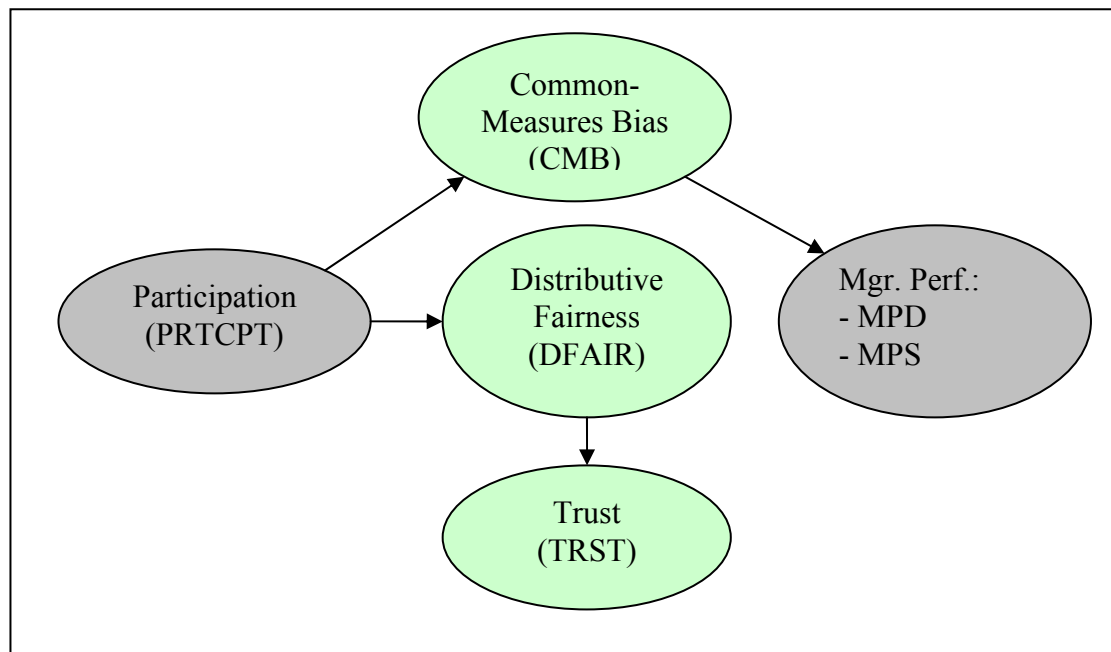 Common-
Measures Bias
(CMB)
Participation
(PRTCPT)
Distributive
Fairness
(DFAIR)
Mgr. Perf.:
- MPD
- MPS
Trust
(TRST)